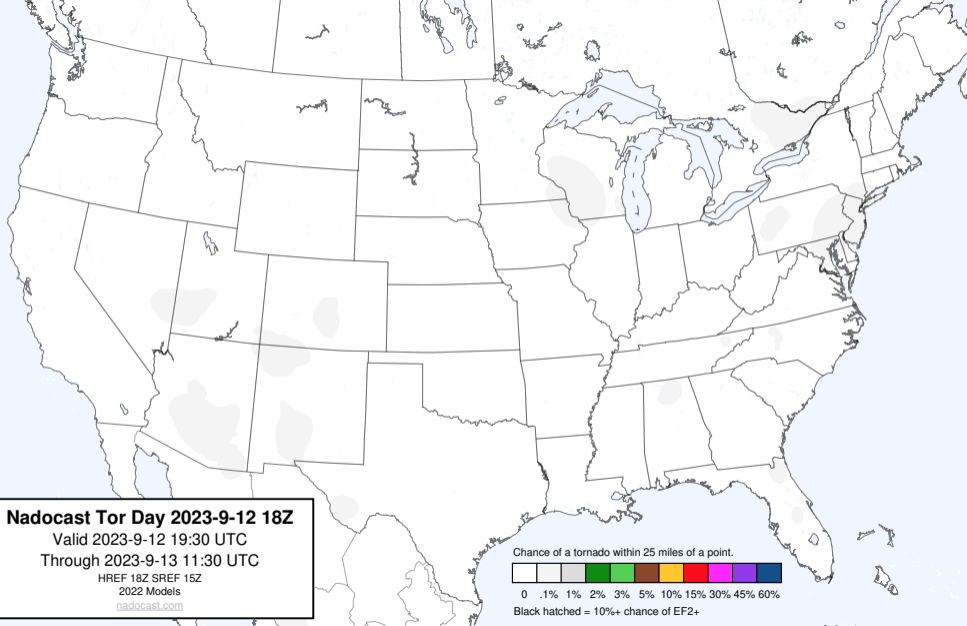 Nadocast Tor Day 2023-9-12 18Z
Valid 2023-9-12 19:30 UTC
Through 2023-9-13 11:30 UTC
HREF 18Z SREF 15Z
2022 Models
nadocast.com
Chance of a tornado within 25 miles of a point.
0 .1% 1% 2% 3% 5% 10% 15% 30% 45% 60%
Black hatched = 10%+ chance of EF2+